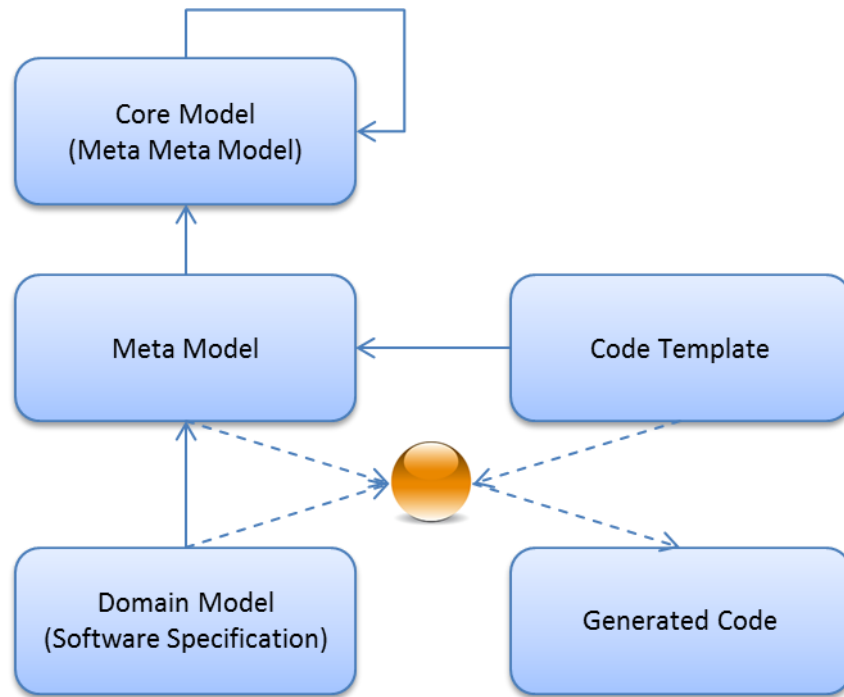 Core Model
(Meta Meta Model)
Meta Model
Code Template
Domain Model
(Software Specification)
Generated Code